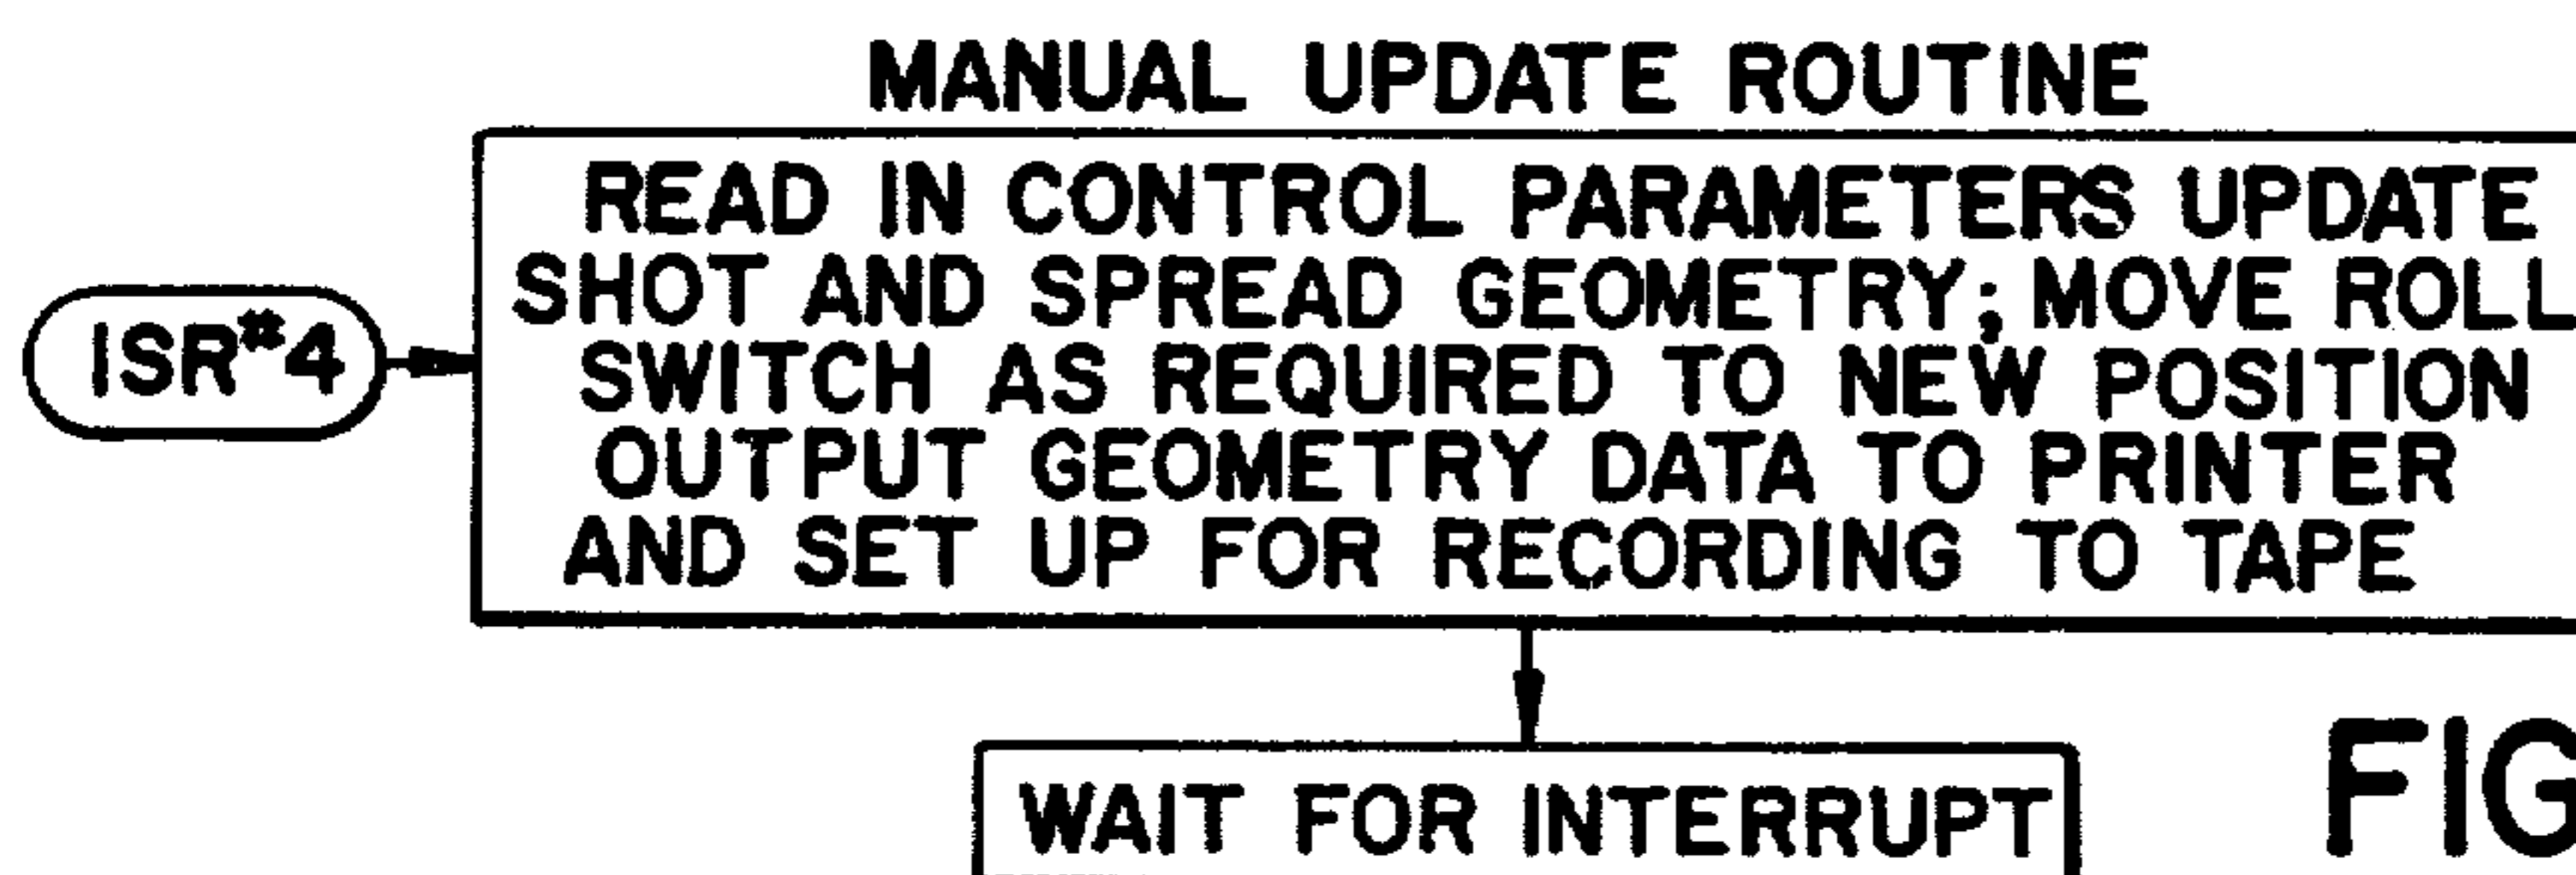 MANUAL UPDATE ROUTINE
READ IN CONTROL PARAMETERS UPDATE
SHOT AND SPREAD GEOMETRY; MOVE ROLL
ISR#4
SWITCH AS REQUIRED TO NEW POSITION
OUTPUT GEOMETRY DATA TO PRINTER
AND SET UP FOR RECORDING TO TAPE
WAIT FOR INTERRUPT
FIG